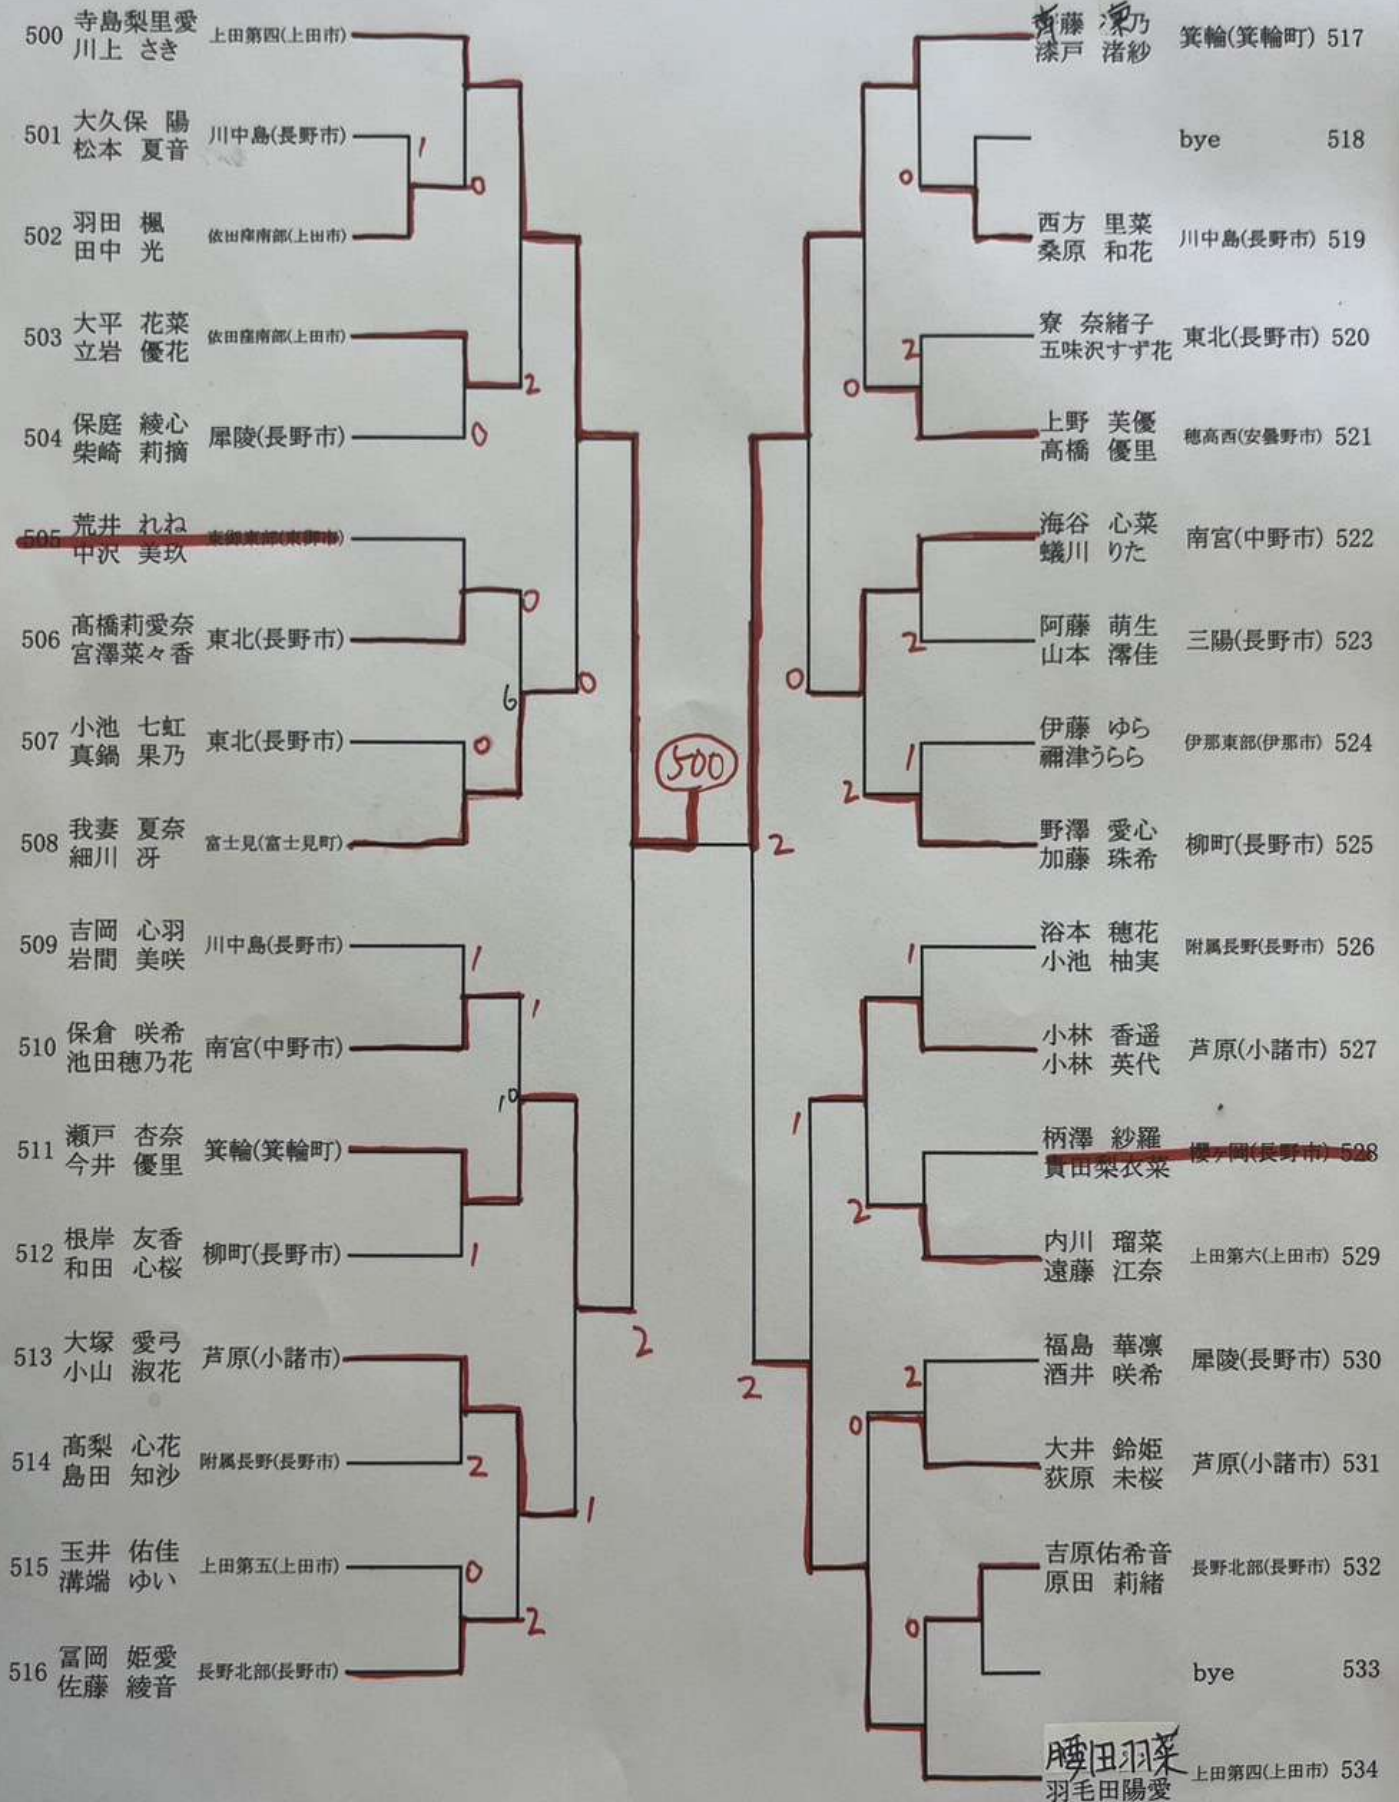 500 寺島梨里愛 上田第四(上田市)
川上 さき
501 大久保 陽 川中島(長野市)
松本 夏音
1
0
502 羽田 楓 依田窪南部(上田市)
田中 光
503 大平 花菜 依田窪南部(上田市)
立岩 優花
2
504 保庭 綾心 犀陵(長野市)
柴崎 莉摘
0
505 荒井 れね 東御東部(東御市)
中沢 美玖
0
506 髙橋莉愛奈 東北(長野市)
宮澤菜々香
6
0
507 小池 七虹 東北(長野市)
真鍋 果乃
0
508 我妻 夏奈 富士見(富士見町)
細川 冴
509 吉岡 心羽 川中島(長野市)
岩間 美咲
1
1
510 保倉 咲希 南宮(中野市)
池田穂乃花
10
511 瀬戸 杏奈 箕輪(箕輪町)
今井 優里
512 根岸 友香 柳町(長野市)
和田 心桜
1
2
513 大塚 愛弓 芦原(小諸市)
小山 淑花
514 髙梨 心花 附属長野(長野市)
島田 知沙
2
1
515 玉井 佑佳 上田第五(上田市)
溝端 ゆい
0
2
516 冨岡 姫愛 長野北部(長野市)
佐藤 綾音
500
2
藤 乃 箕輪(箕輪町) 517
漆戸 渚紗
bye 518
0
西方 里菜 川中島(長野市) 519
桑原 和花
寮 奈緒子 東北(長野市) 520
五味沢すず花
2
0
上野 芙優 穂高西(安曇野市) 521
高橋 優里
海谷 心菜 南宮(中野市) 522
蟻川 りた
阿藤 萌生 三陽(長野市) 523
山本 澪佳
2
0
伊藤 ゆら 伊那東部(伊那市) 524
禰津うらら
1
2
野澤 愛心 柳町(長野市) 525
加藤 珠希
浴本 穂花 附属長野(長野市) 526
小池 柚実
1
小林 香遥 芦原(小諸市) 527
小林 英代
1
柄澤 紗羅 櫻ヶ岡(長野市) 528
貴田梨衣菜
2
内川 瑠菜 上田第六(上田市) 529
遠藤 江奈
福島 華凛 犀陵(長野市) 530
酒井 咲希
2
2
0
大井 鈴姫 芦原(小諸市) 531
荻原 未桜
吉原佑希音 長野北部(長野市) 532
原田 莉緒
0
bye 533
腰田羽菜 上田第四(上田市) 534
羽毛田陽愛